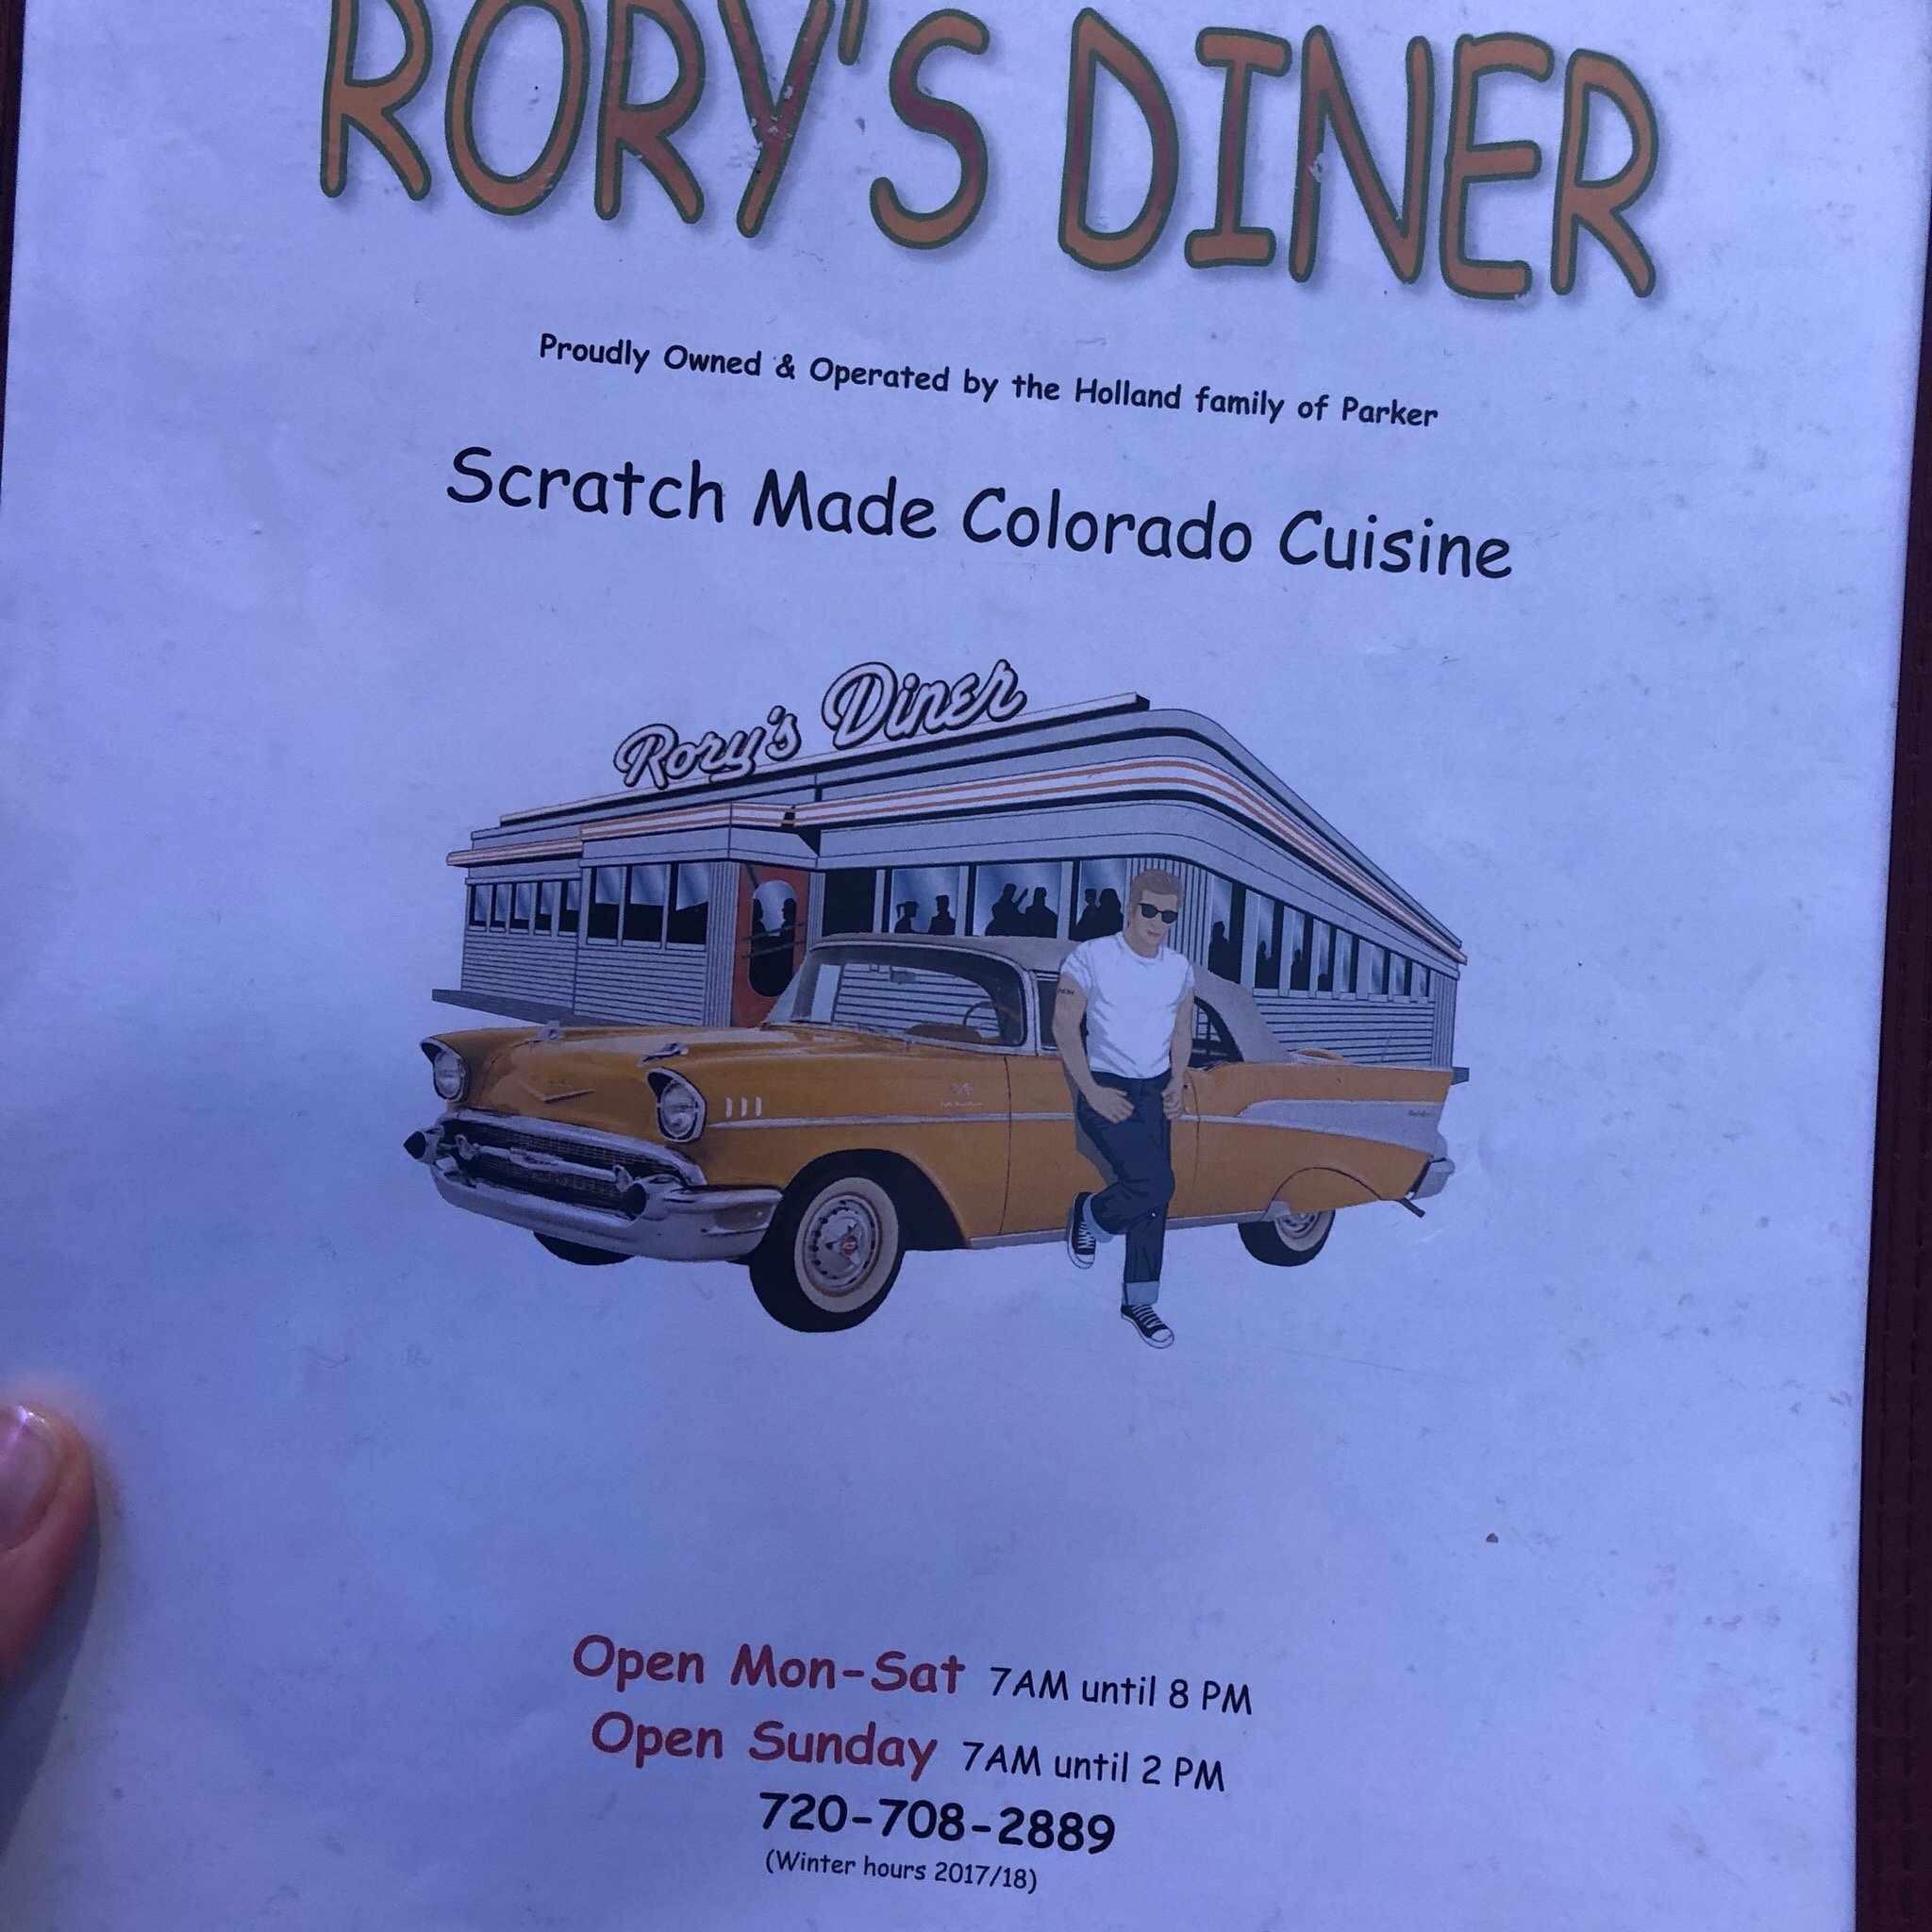 RORY'S DINER
Proudly Owned & Operated by the Holland family of Parker
Scratch Made Colorado Cuisine
Rory's Diner
Open Mon-Sat 7AM until 8 PM
Open Sunday 7AM until 2 PM
720-708-2889
(Winter hours 2017/18)